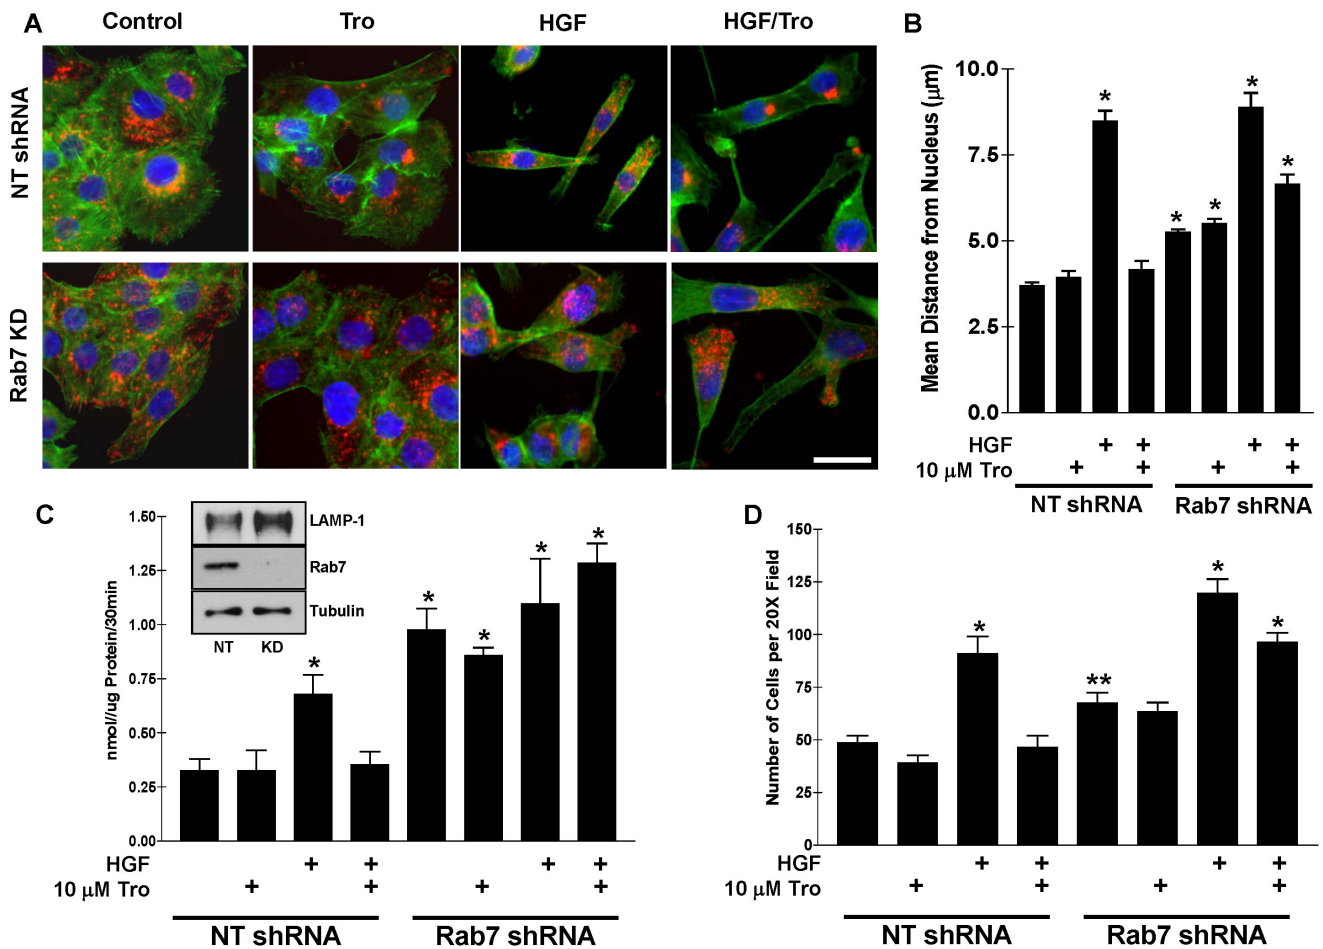 A
Control
Tro
HGF
HGF/Tro
NT shRNA
Rab7 KD
B
Mean Distance from Nucleus (µm)
10.0
7.5
5.0
2.5
0.0
* * * * *
HGF + + + +
10 µM Tro + + + +
NT shRNA Rab7 shRNA
C
nmol//ug Protein/30min
1.50
1.25
1.00
0.75
0.50
0.25
0.00
LAMP-1
Rab7
Tubulin
NT KD
* * * * *
HGF + + + +
10 µM Tro + + + +
NT shRNA Rab7 shRNA
D
Number of Cells per 20X Field
150
125
100
75
50
25
0
* ** * *
HGF + + + +
10 µM Tro + + + +
NT shRNA Rab7 shRNA